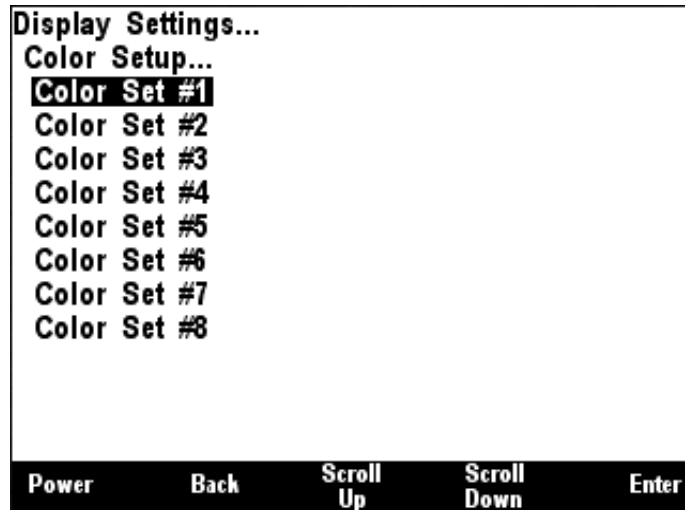 Display Settings...
Color Setup...
Color Set #1
Color Set #2
Color Set #3
Color Set #4
Color Set #5
Color Set #6
Color Set #7
Color Set #8
Power Back Scroll Up Scroll Down Enter